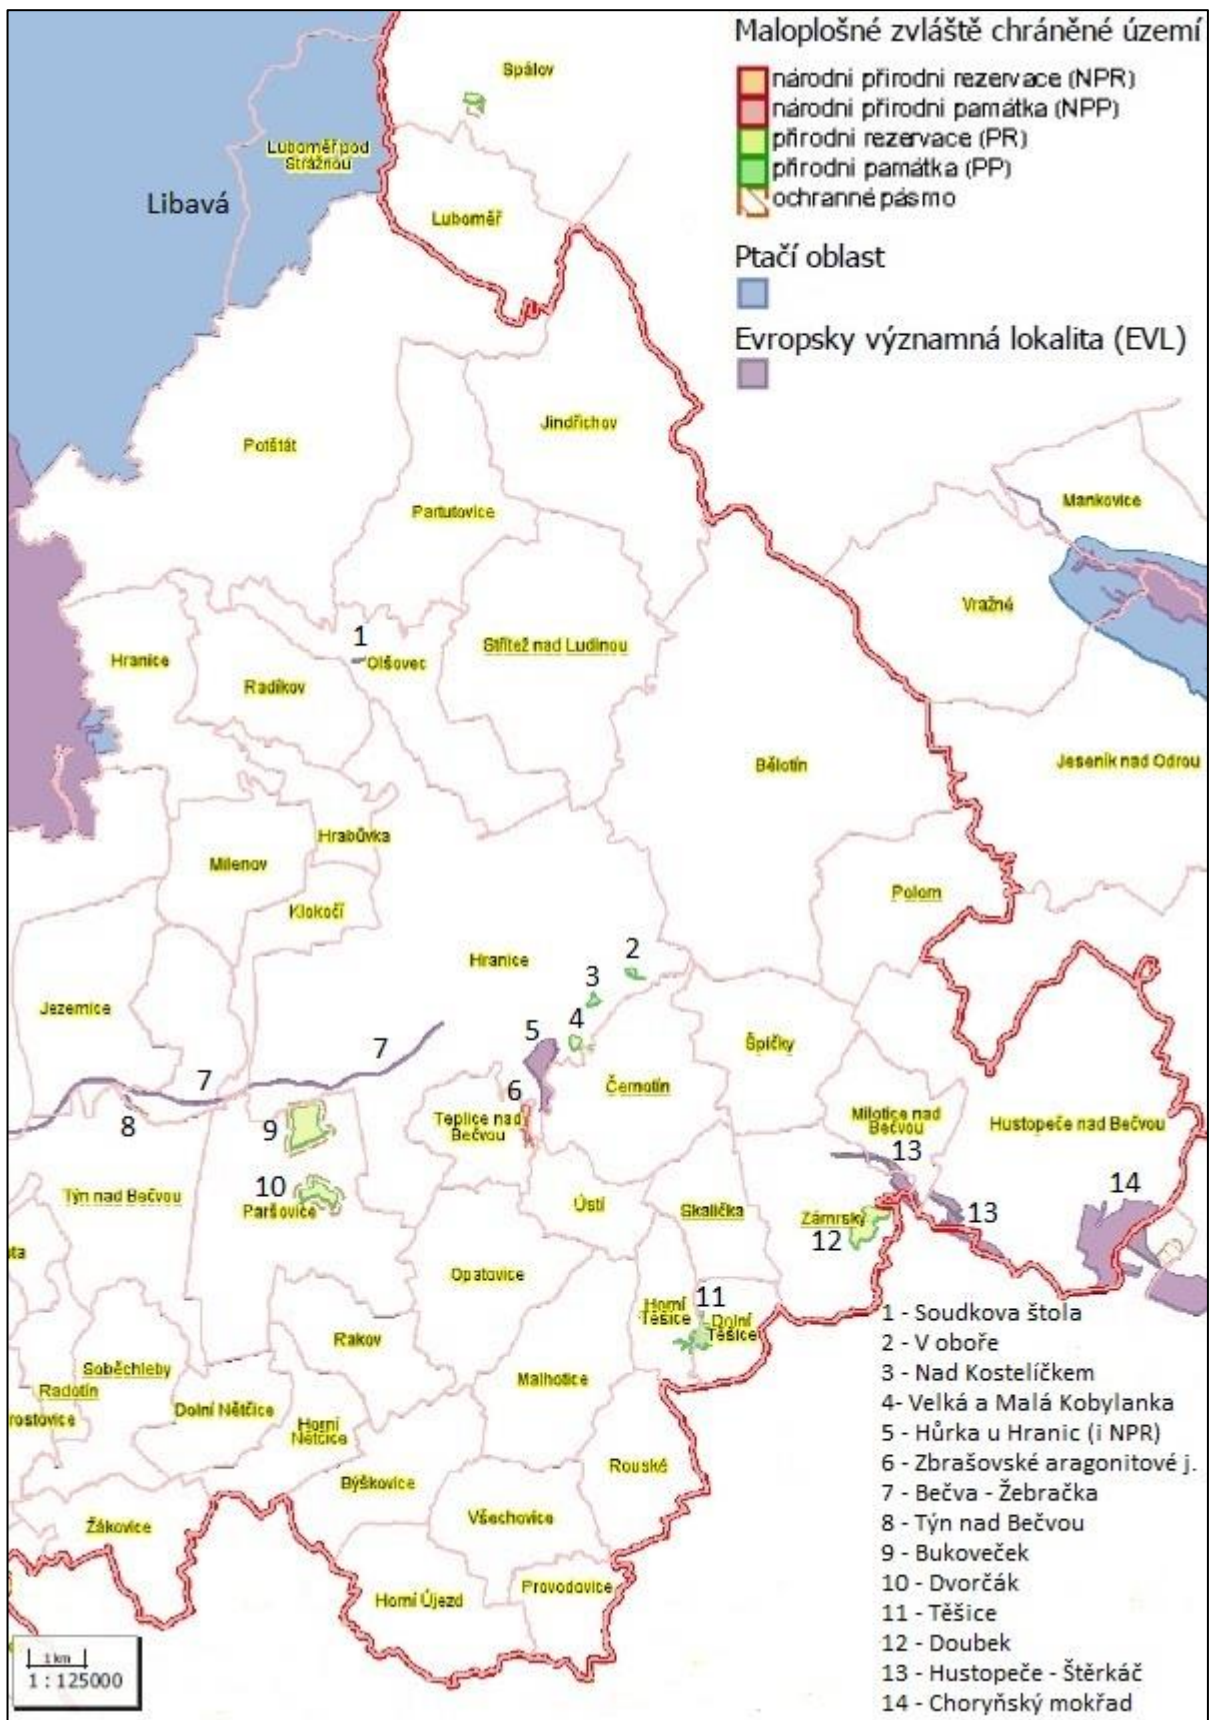 Maloplošné zvláště chráněné území
národní přírodní rezervace (NPR)
národní přírodní památka (NPP)
přírodní rezervace (PR)
přírodní památka (PP)
ochranné pásmo
Ptačí oblast
Evropsky významná lokalita (EVL)
Spálov
Luboměř pod
Strážnou
Libavá
Luboměř
Potštát
Jindřichov
Partutovice
Mankovice
Vražné
1
Olšovec
Střítež nad Ludinou
Hranice
Radíkov
Bělotín
Jeseník nad Odrou
Hrabůvka
Milenov
Klokočí
Polom
Hranice
2
3
4
5
Jezernice
7
7
8
Špičky
Černotín
6
Teplice nad
Bečvou
9
Milotice nad
Bečvou
Hustopeče nad Bečvou
13
13
14
10
Paršovice
Týn nad Bečvou
Ústí
Skalička
Zámrsky
12
ta
Opatovice
11
Horní
Těšice
Dolní
Těšice
Rakov
Soběchleby
Malhotice
Radotín
rostovice
Dolní Nětčice
Horní
Nětčice
Rouské
Býškovice
Všechovice
Žákovice
Provodovice
Horní Újezd
1 - Soudkova štola
2 - V oboře
3 - Nad Kostelíčkem
4- Velká a Malá Kobylanka
5 - Hůrka u Hranic (i NPR)
6 - Zbrašovské aragonitové j.
7 - Bečva - Žebračka
8 - Týn nad Bečvou
9 - Bukoveček
10 - Dvorčák
11 - Těšice
12 - Doubek
13 - Hustopeče - Štěrkáč
14 - Choryňský mokřad
1 km
1 : 125000